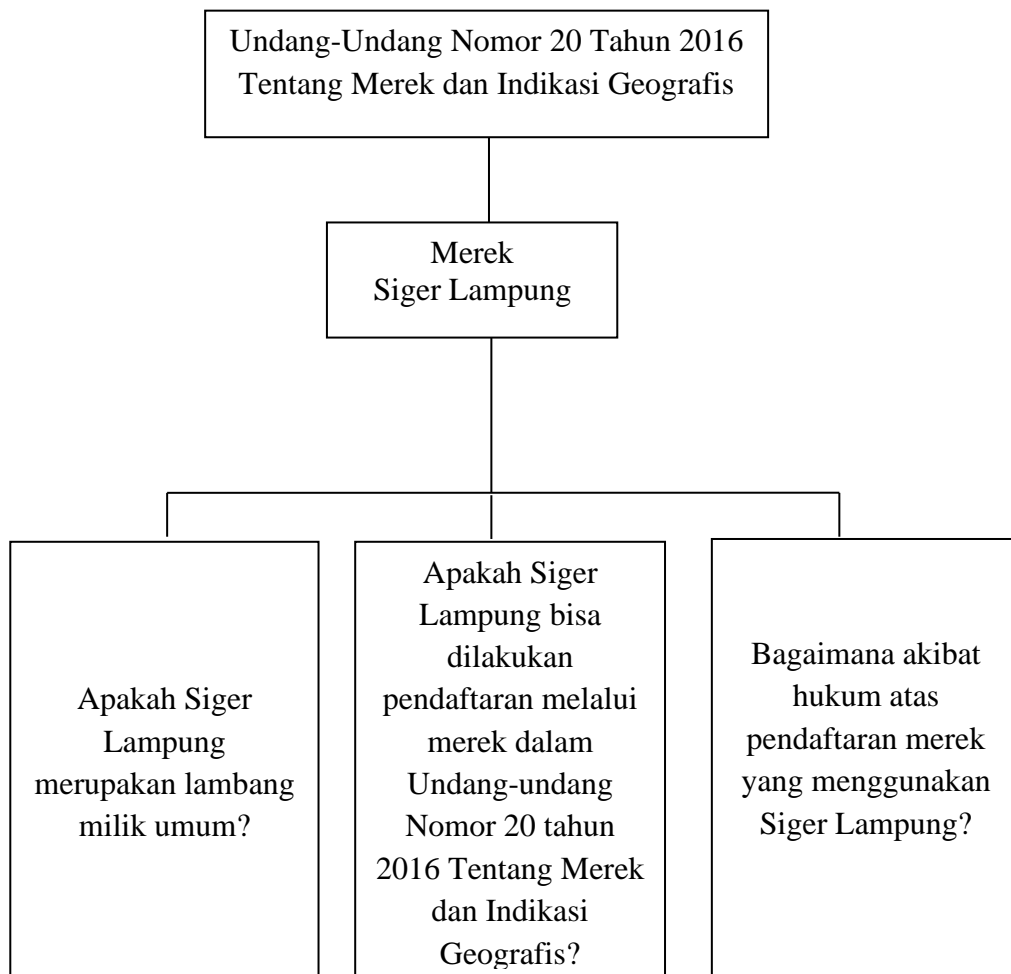 Undang-Undang Nomor 20 Tahun 2016
Tentang Merek dan Indikasi Geografis
Merek
Siger Lampung
Apakah Siger
Lampung
merupakan lambang
milik umum?
Apakah Siger
Lampung bisa
dilakukan
pendaftaran melalui
merek dalam
Undang-undang
Nomor 20 tahun
2016 Tentang Merek
dan Indikasi
Geografis?
Bagaimana akibat
hukum atas
pendaftaran merek
yang menggunakan
Siger Lampung?